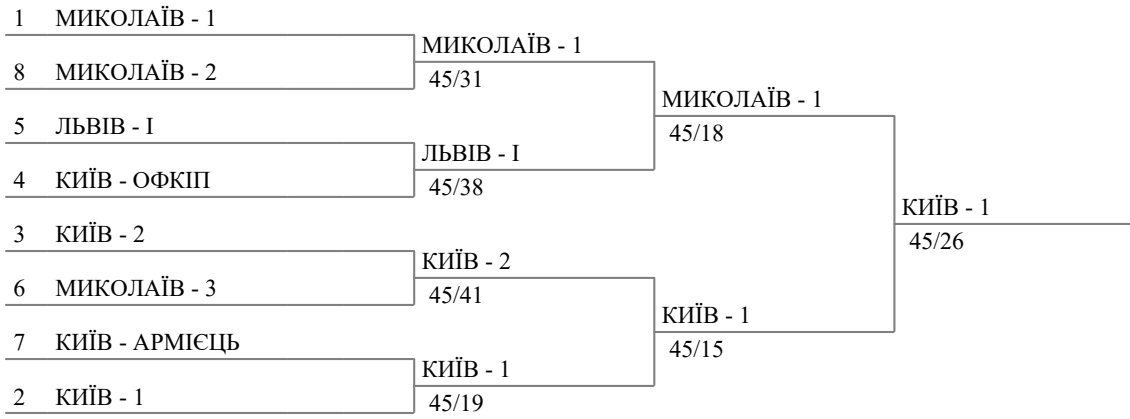 1 МИКОЛАЇВ - 1
МИКОЛАЇВ - 1
8 МИКОЛАЇВ - 2
45/31
МИКОЛАЇВ - 1
5 ЛЬВІВ - І
45/18
ЛЬВІВ - І
4 КИЇВ - ОФКІП
45/38
КИЇВ - 1
3 КИЇВ - 2
45/26
КИЇВ - 2
6 МИКОЛАЇВ - 3
45/41
КИЇВ - 1
7 КИЇВ - АРМІЄЦЬ
45/15
КИЇВ - 1
2 КИЇВ - 1
45/19